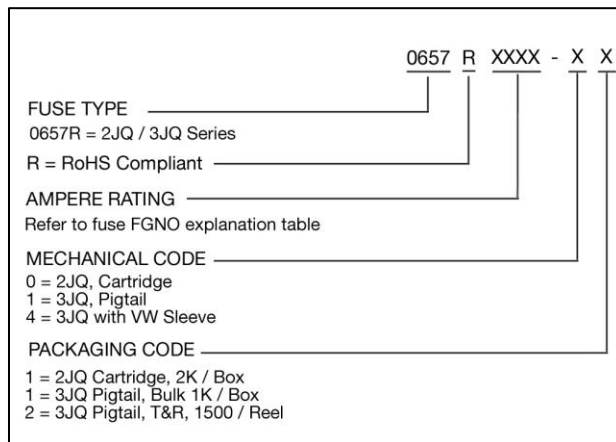 0657 R XXXX - X X
FUSE TYPE
0657R = 2JQ / 3JQ Series
R = RoHS Compliant
AMPERE RATING
Refer to fuse FGNO explanation table
MECHANICAL CODE
0 = 2JQ, Cartridge
1 = 3JQ, Pigtail
4 = 3JQ with VW Sleeve
PACKAGING CODE
1 = 2JQ Cartridge, 2K / Box
1 = 3JQ Pigtail, Bulk 1K / Box
2 = 3JQ Pigtail, T&R, 1500 / Reel